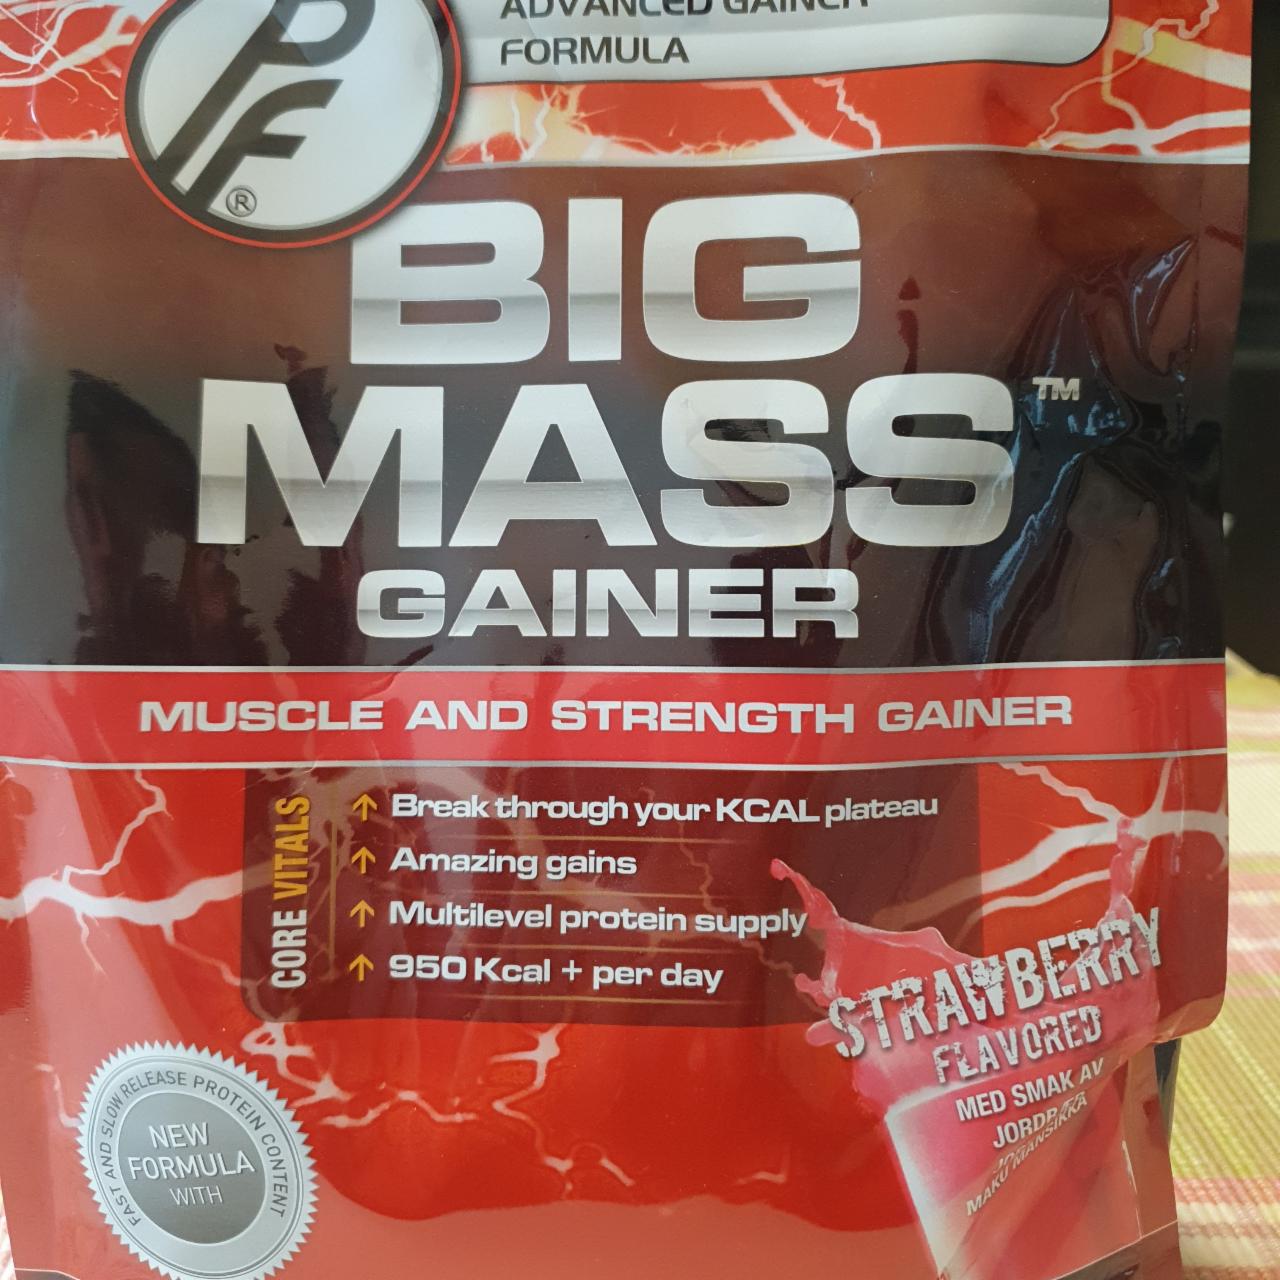 ADVANCED GAINER
FORMULA
PF®
BIG
MASS™
GAINER
MUSCLE AND STRENGTH GAINER
CORE VITALS
Break through your KCAL plateau
Amazing gains
Multilevel protein supply
950 Kcal + per day
STRAWBERRY
FLAVORED
MED SMAK AV
MAKU MANSIKKA
FAST AND SLOW RELEASE PROTEIN CONTENT
NEW
FORMULA
WITH